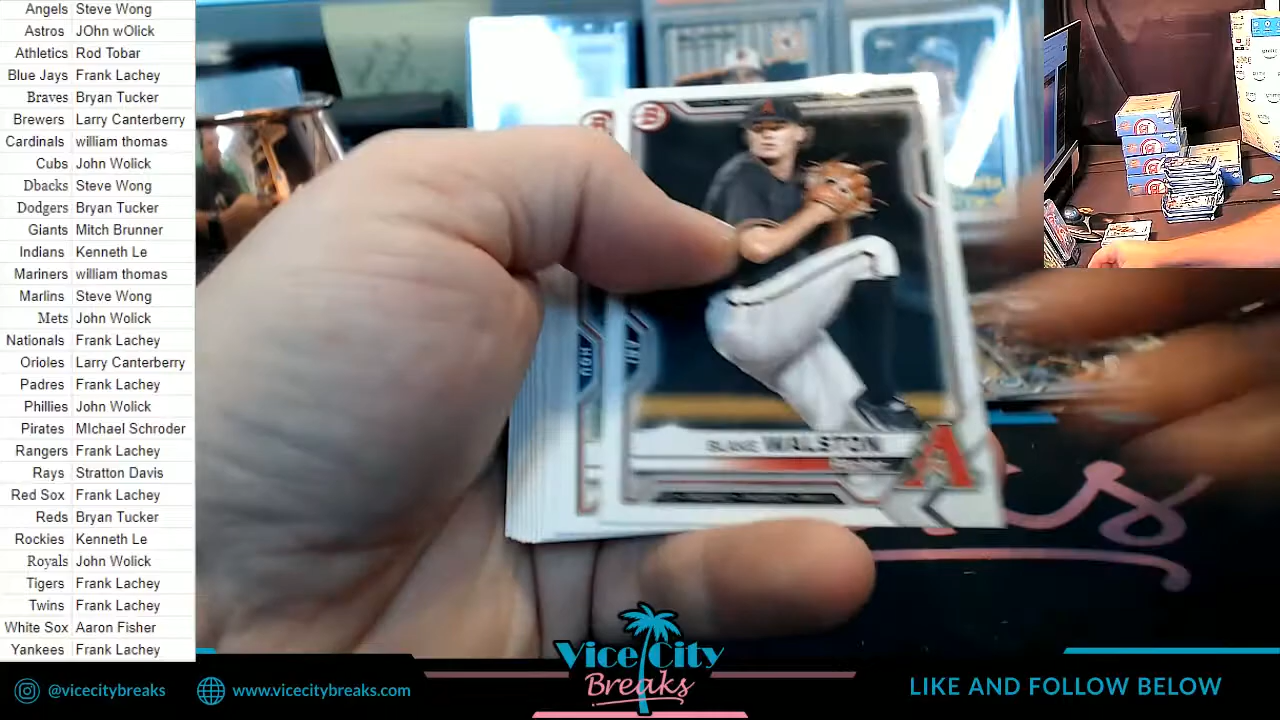 Angels Steve Wong
Astros JOhn wOlick
Athletics Rod Tobar
Blue Jays Frank Lachey
Braves Bryan Tucker
Brewers Larry Canterberry
Cardinals william thomas
Cubs John Wolick
Dbacks Steve Wong
Dodgers Bryan Tucker
Giants Mitch Brunner
Indians Kenneth Le
Mariners william thomas
Marlins Steve Wong
Mets John Wolick
Nationals Frank Lachey
Orioles Larry Canterberry
Padres Frank Lachey
Phillies John Wolick
Pirates MIchael Schroder
Rangers Frank Lachey
Rays Stratton Davis
Red Sox Frank Lachey
Reds Bryan Tucker
Rockies Kenneth Le
Royals John Wolick
Tigers Frank Lachey
Twins Frank Lachey
White Sox Aaron Fisher
Yankees Frank Lachey
B
ARI
HOU
BLAKE WALSTON
A
Vice City
Breaks
@vicecitybreaks
www.vicecitybreaks.com
LIKE AND FOLLOW BELOW